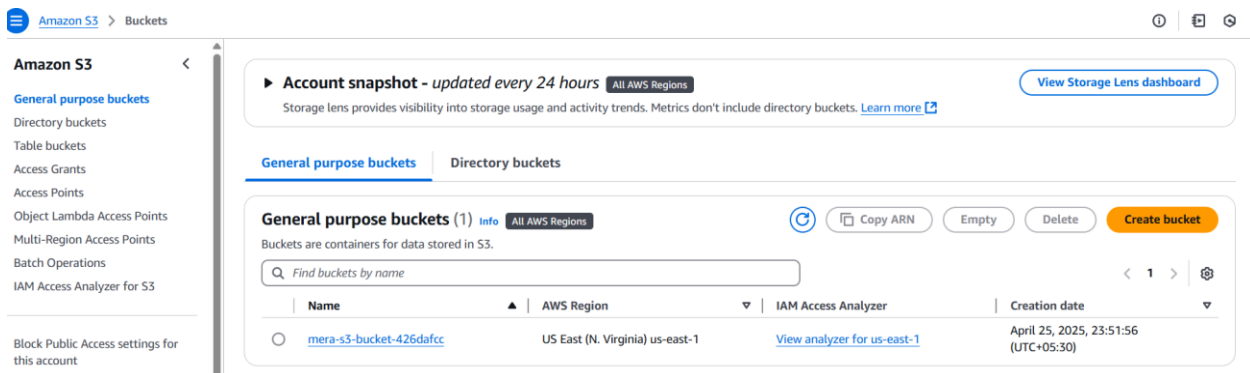 Amazon S3 > Buckets
Amazon S3
General purpose buckets
Directory buckets
Table buckets
Access Grants
Access Points
Object Lambda Access Points
Multi-Region Access Points
Batch Operations
IAM Access Analyzer for S3
Block Public Access settings for
this account
Account snapshot - updated every 24 hours All AWS Regions
View Storage Lens dashboard
Storage lens provides visibility into storage usage and activity trends. Metrics don't include directory buckets. Learn more
General purpose buckets Directory buckets
General purpose buckets (1) Info All AWS Regions
Copy ARN Empty Delete Create bucket
Buckets are containers for data stored in S3.
Find buckets by name
1
Name AWS Region IAM Access Analyzer Creation date
mera-s3-bucket-426dafcc US East (N. Virginia) us-east-1 View analyzer for us-east-1 April 25, 2025, 23:51:56
(UTC+05:30)